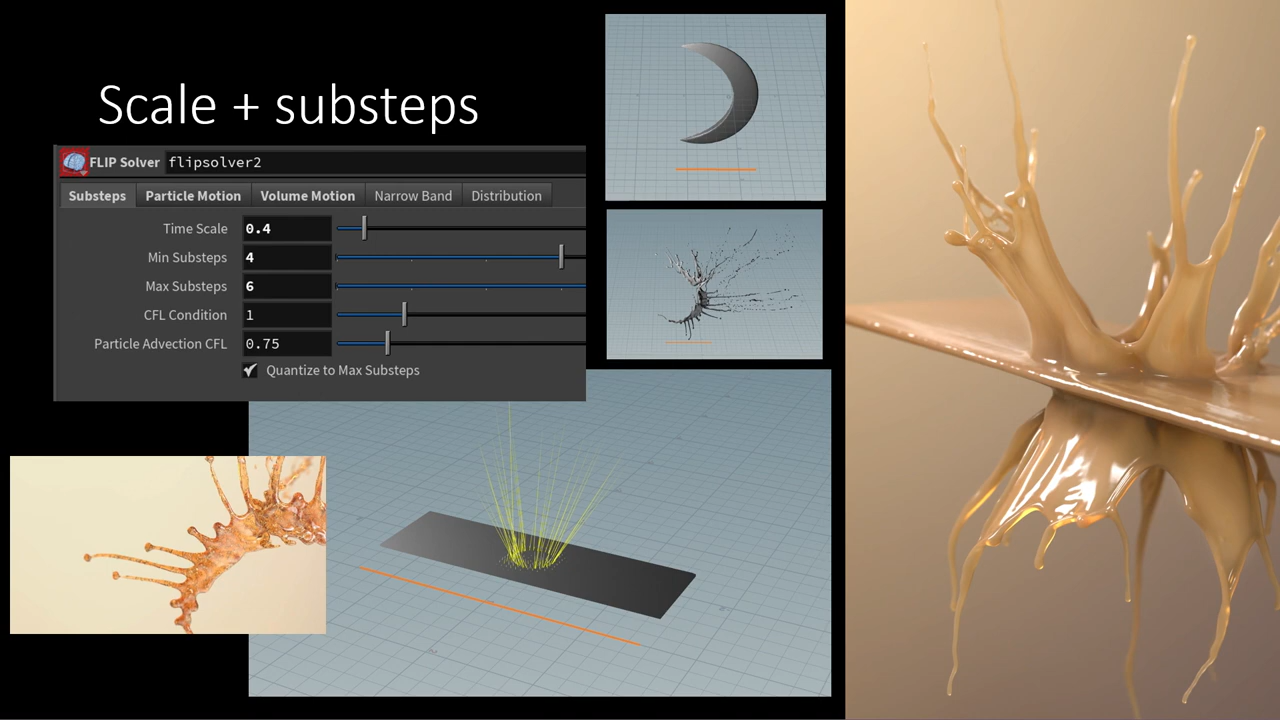 Scale + substeps
FLIP Solver flipsolver2
Substeps Particle Motion Volume Motion Narrow Band Distribution
Time Scale 0.4
Min Substeps 4
Max Substeps 6
CFL Condition 1
Particle Advection CFL 0.75
Quantize to Max Substeps